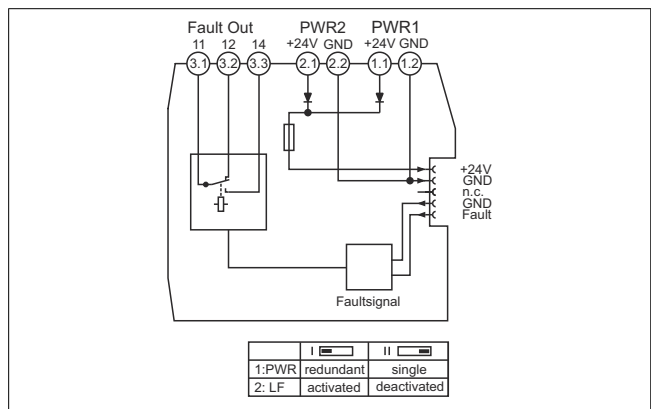 Fault Out PWR2 PWR1
11 12 14 +24V GND +24V GND
3.1 3.2 3.3 2.1 2.2 1.1 1.2
+24V
GND
n.c.
GND
Fault
Faultsignal
I II
1:PWR redundant single
2: LF activated deactivated